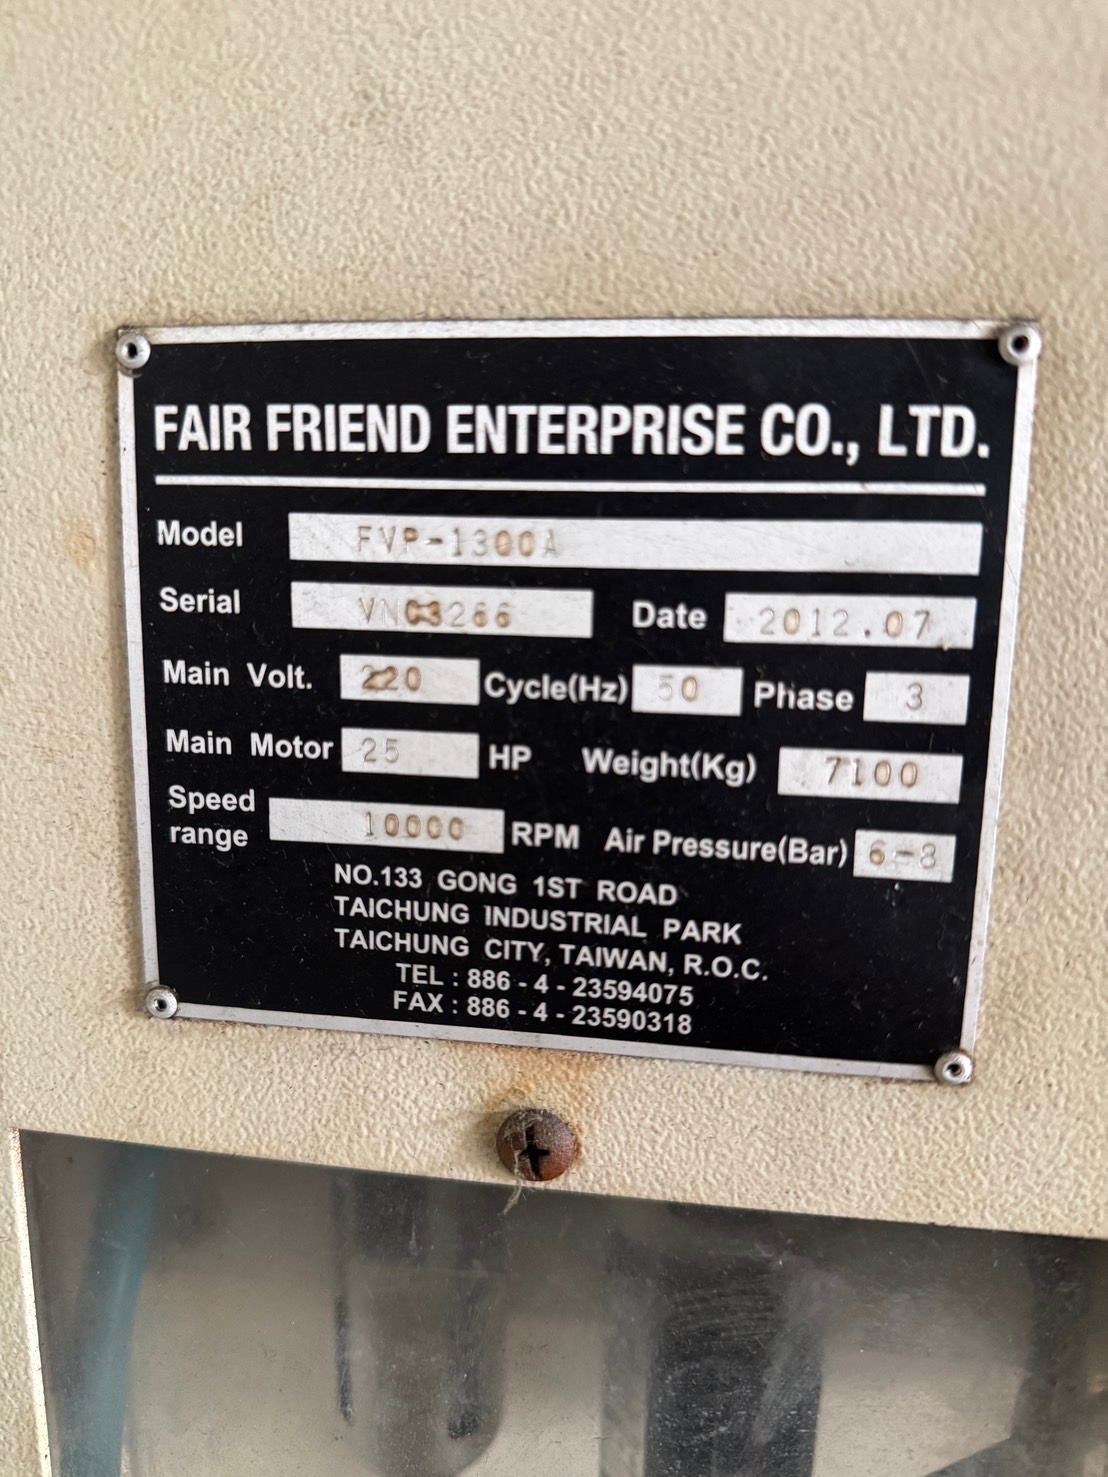 FAIR FRIEND ENTERPRISE CO., LTD.
Model FVP-1300A
Serial VNC3266 Date 2012.07
Main Volt. 220 Cycle(Hz) 50 Phase 3
Main Motor 25 HP Weight(Kg) 7100
Speed range 10000 RPM Air Pressure(Bar) 6-8
NO.133 GONG 1ST ROAD
TAICHUNG INDUSTRIAL PARK
TAICHUNG CITY, TAIWAN, R.O.C.
TEL : 886 - 4 - 23594075
FAX : 886 - 4 - 23590318